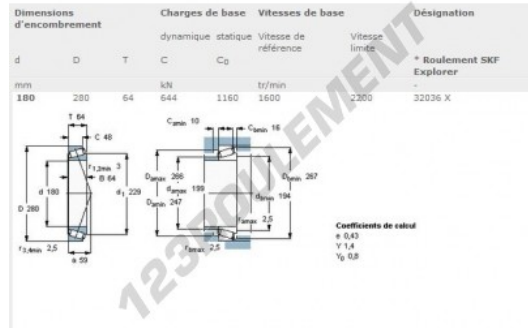 Dimensions d'encombrement Charges de base Vitesses de base Désignation
dynamique statique Vitesse de référence Vitesse limite
d D T C C0 * Roulement SKF Explorer
mm kN tr/min -
180 280 64 644 1160 1600 2200 32036 X
T 64
C 48
r1,2min 3
B 64
d 180
d1 229
D 280
r3,4min 2,5
a 59
Camin 10
Cbmin 16
Damax 266
Damin 247
damax 199
Dbmin 267
dbmin 194
ramax 2,5
rbmax 2,5
Coefficients de calcul
e 0,43
Y 1,4
Y0 0,8
123ROULEMENT